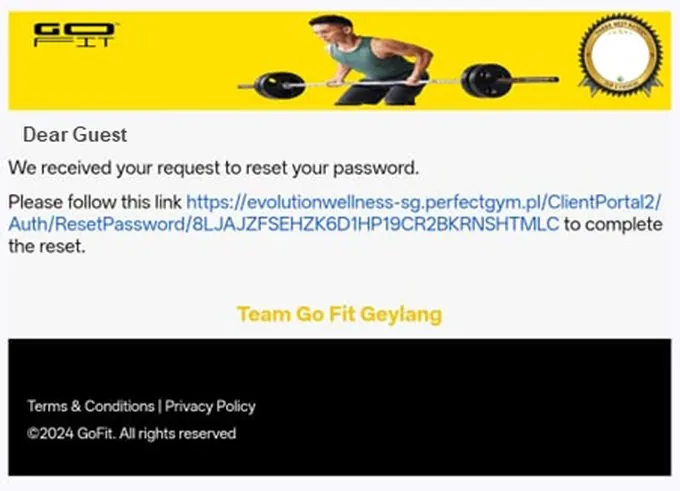 GO
FIT
Dear Guest
We received your request to reset your password.
Please follow this link https://evolutionwellness-sg.perfectgym.pl/ClientPortal2/
Auth/ResetPassword/8LJAJZFSEHZK6D1HP19CR2BKRNSHTMLC to complete
the reset.
Team Go Fit Geylang
Terms & Conditions | Privacy Policy
©2024 GoFit. All rights reserved